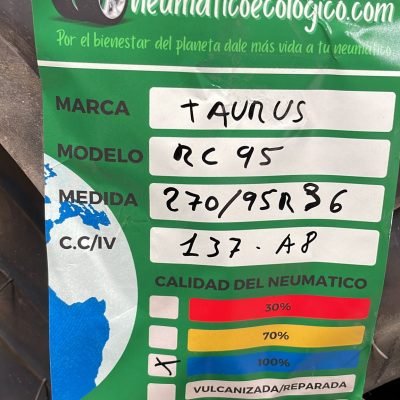 neumaticoecologico.com
Por el bienestar del planeta dale más vida a tu neumático
MARCA TAURUS
MODELO RC 95
MEDIDA 270/95R36
C.C/IV 137-A8
CALIDAD DEL NEUMATICO
30%
70%
X 100%
VULCANIZADA/REPARADA